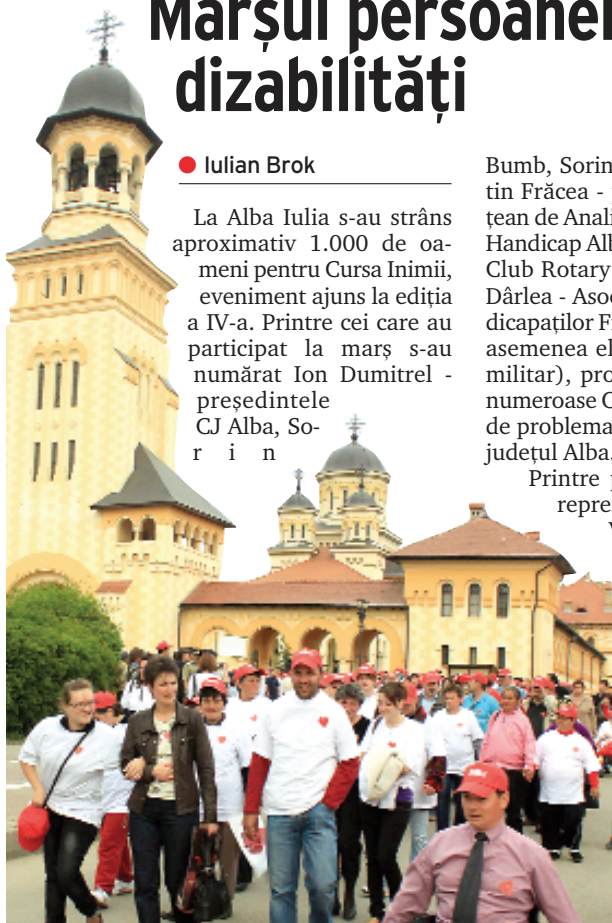 Marșul persoanel
dizabilități
Iulian Brok
La Alba Iulia s-au strâns
aproximativ 1.000 de oa-
meni pentru Cursa Inimii,
eveniment ajuns la ediția
a IV-a. Printre cei care au
participat la marș s-au
numărat Ion Dumitrel -
președintele
CJ Alba, So-
r i n
Bumb, Sorin
tin Frăcea -
țean de Anali
Handicap Alb
Club Rotary
Dârlea - Asoc
dicapaților F
asemenea el
militar), pro
numeroase
de problema
județul Alba.
Printre
repre